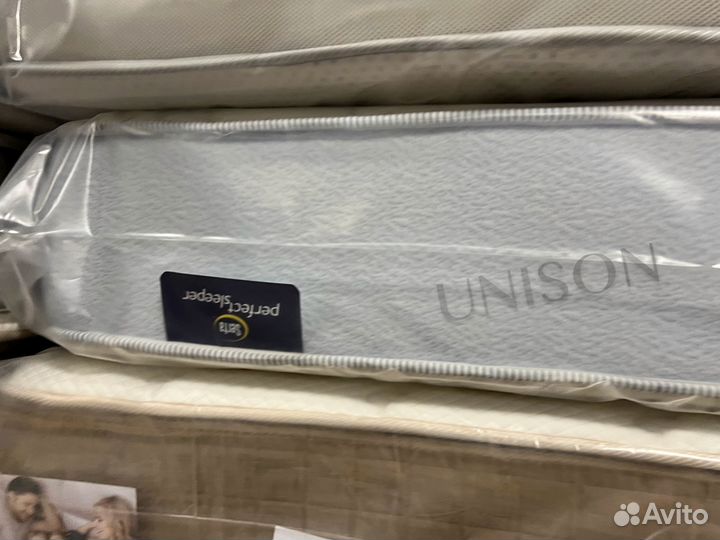 UNISON
Serta
perfect
sleeper
Avito